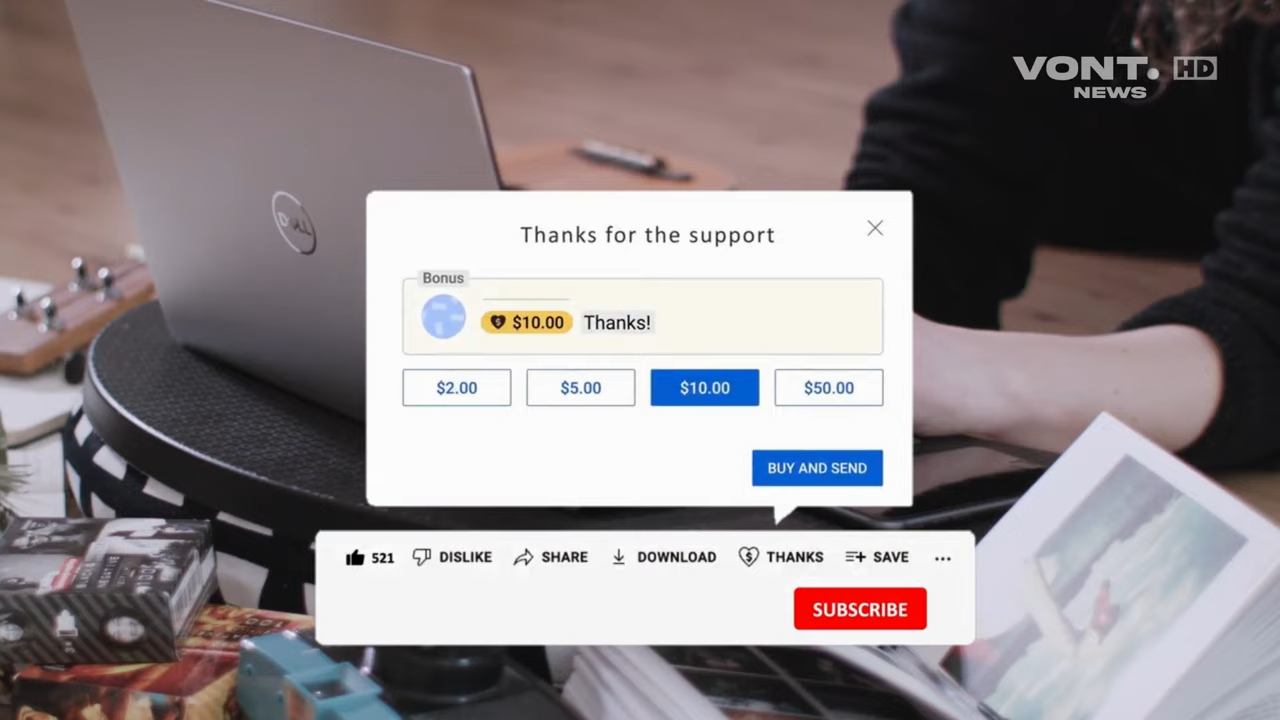 VONT. HD
NEWS
DELL
Thanks for the support
Bonus
$10.00 Thanks!
$2.00 $5.00 $10.00 $50.00
BUY AND SEND
521 DISLIKE SHARE DOWNLOAD THANKS SAVE
SUBSCRIBE